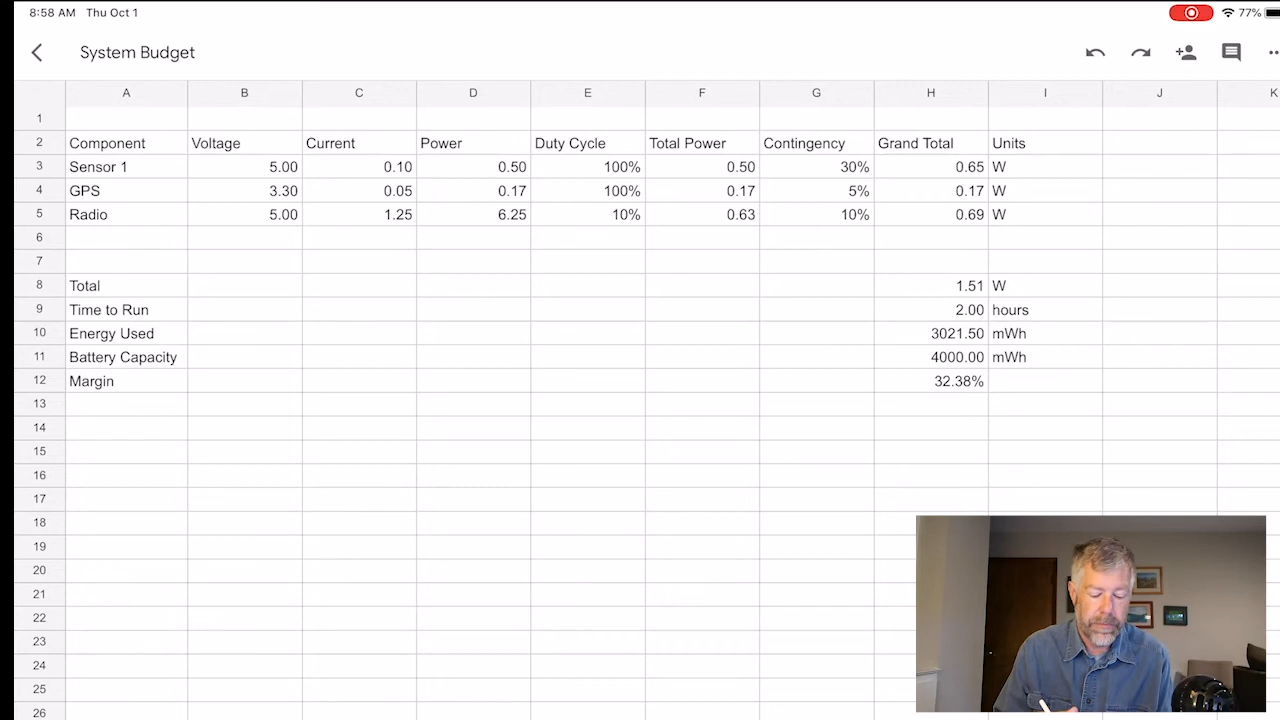 8:58 AM Thu Oct 1 77%
System Budget
A B C D E F G H I J K
1
2 Component Voltage Current Power Duty Cycle Total Power Contingency Grand Total Units
3 Sensor 1 5.00 0.10 0.50 100% 0.50 30% 0.65 W
4 GPS 3.30 0.05 0.17 100% 0.17 5% 0.17 W
5 Radio 5.00 1.25 6.25 10% 0.63 10% 0.69 W
6
7
8 Total 1.51 W
9 Time to Run 2.00 hours
10 Energy Used 3021.50 mWh
11 Battery Capacity 4000.00 mWh
12 Margin 32.38%
13
14
15
16
17
18
19
20
21
22
23
24
25
26